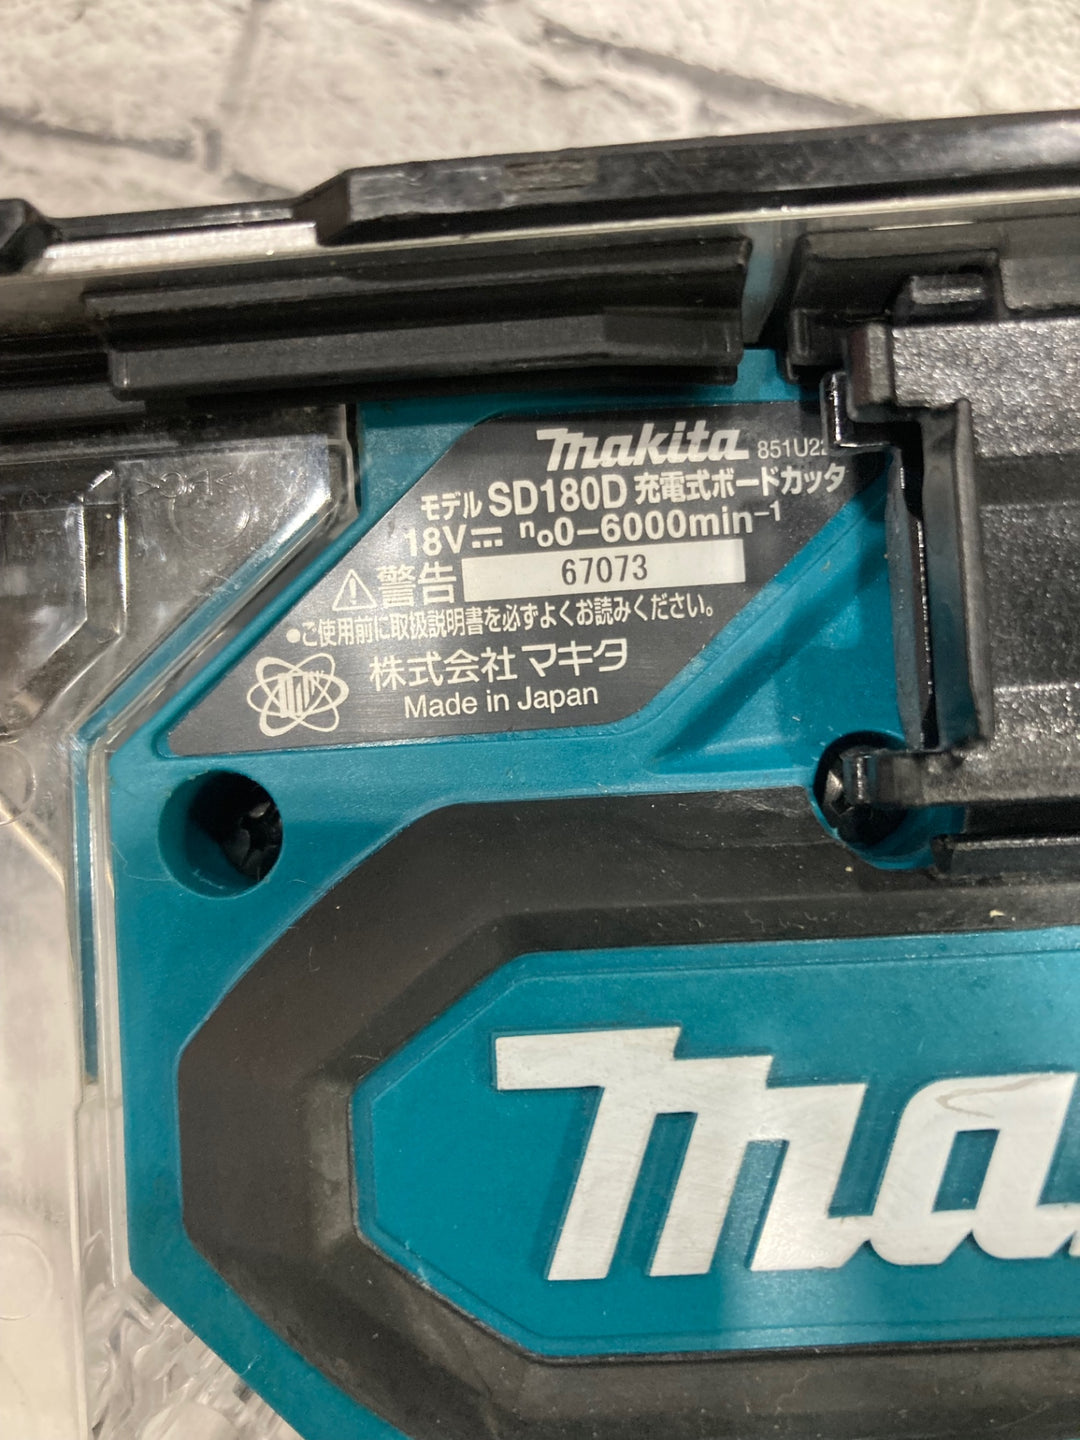 makita
モデル SD180D 充電式ボードカッタ
18V⎓ n₀0-6000min⁻¹
⚠警告 67073
●ご使用前に取扱説明書を必ずよくお読みください。
株式会社マキタ
Made in Japan